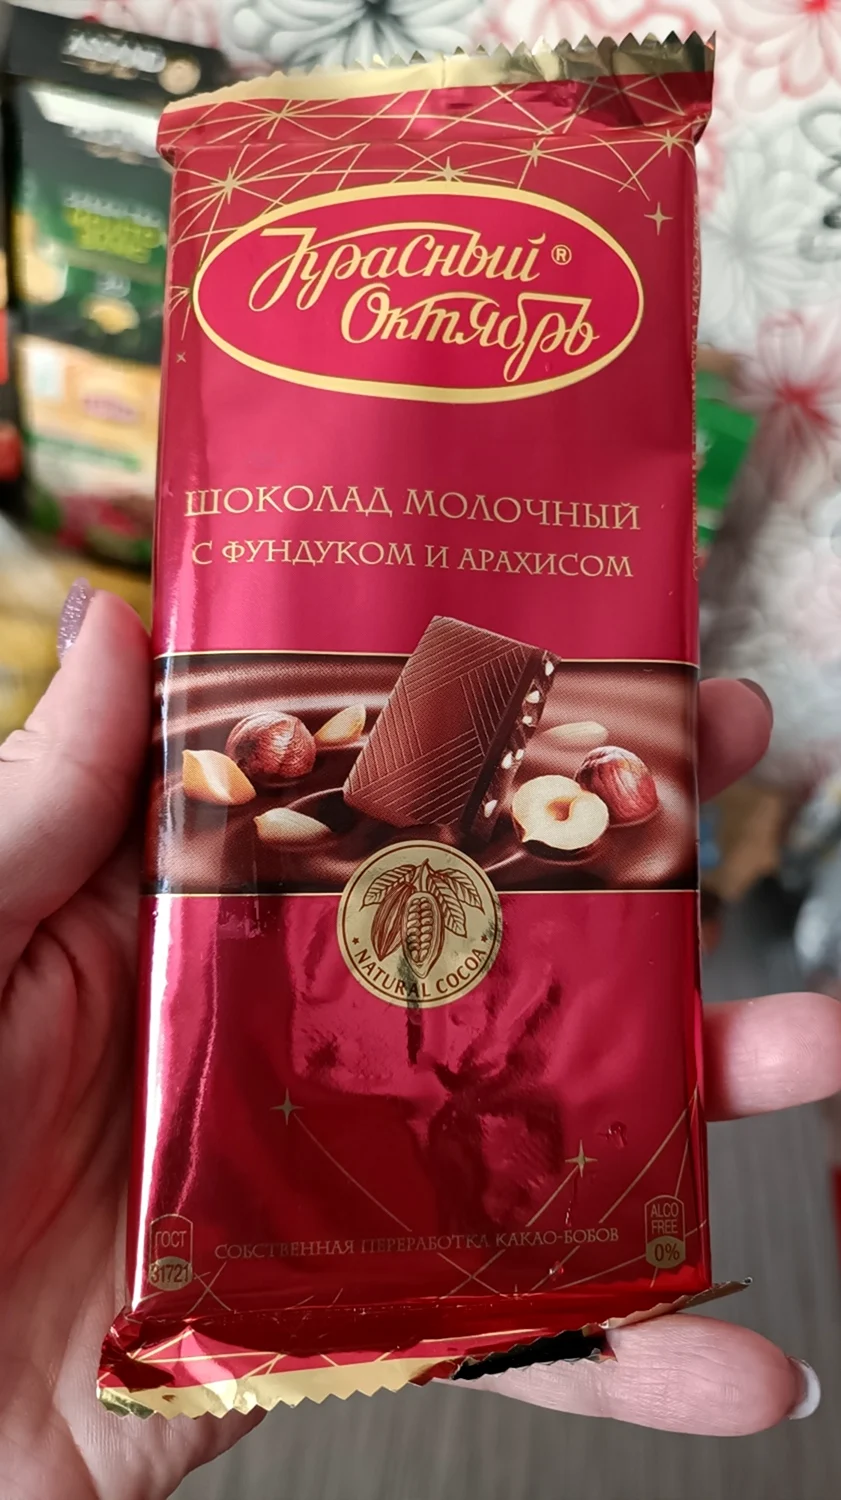 Красный ®
Октябрь
ШОКОЛАД МОЛОЧНЫЙ
С ФУНДУКОМ И АРАХИСОМ
NATURAL COCOA
ГОСТ
31721
СОБСТВЕННАЯ ПЕРЕРАБОТКА КАКАО-БОБОВ
ALCO
FREE
0%